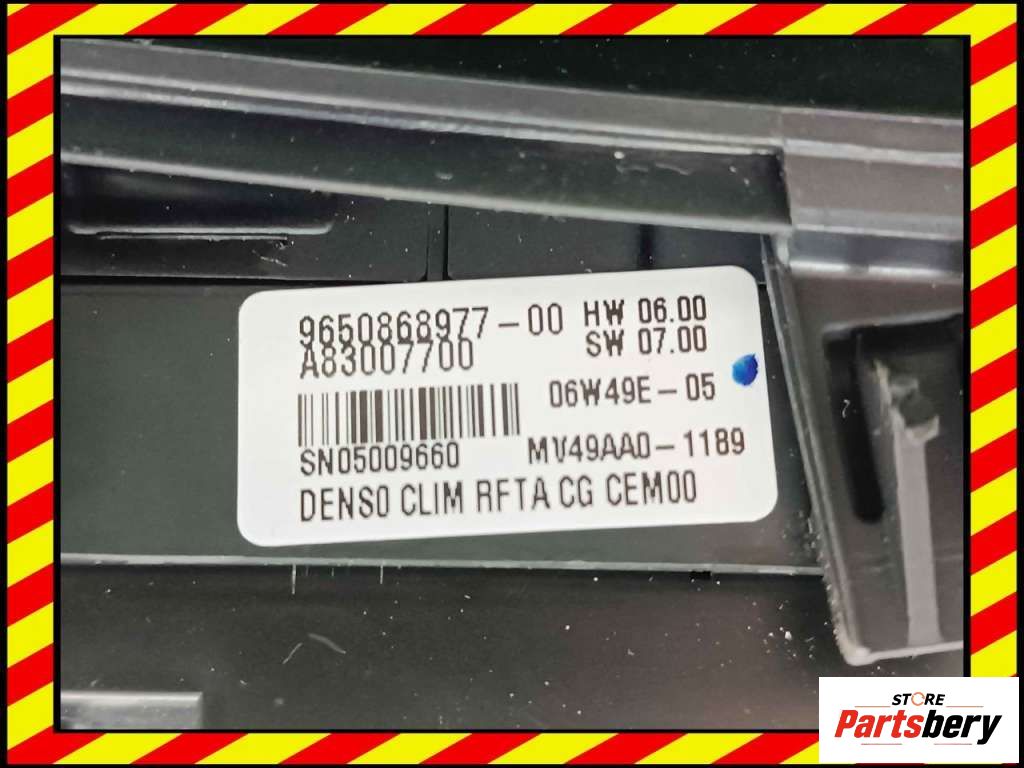 9650868977-00 HW 06.00
A83007700 SW 07.00
06W49E-05
SN05009660 MV49AA0-1189
DENSO CLIM RFTA CG CEM00
STORE
Partsbery